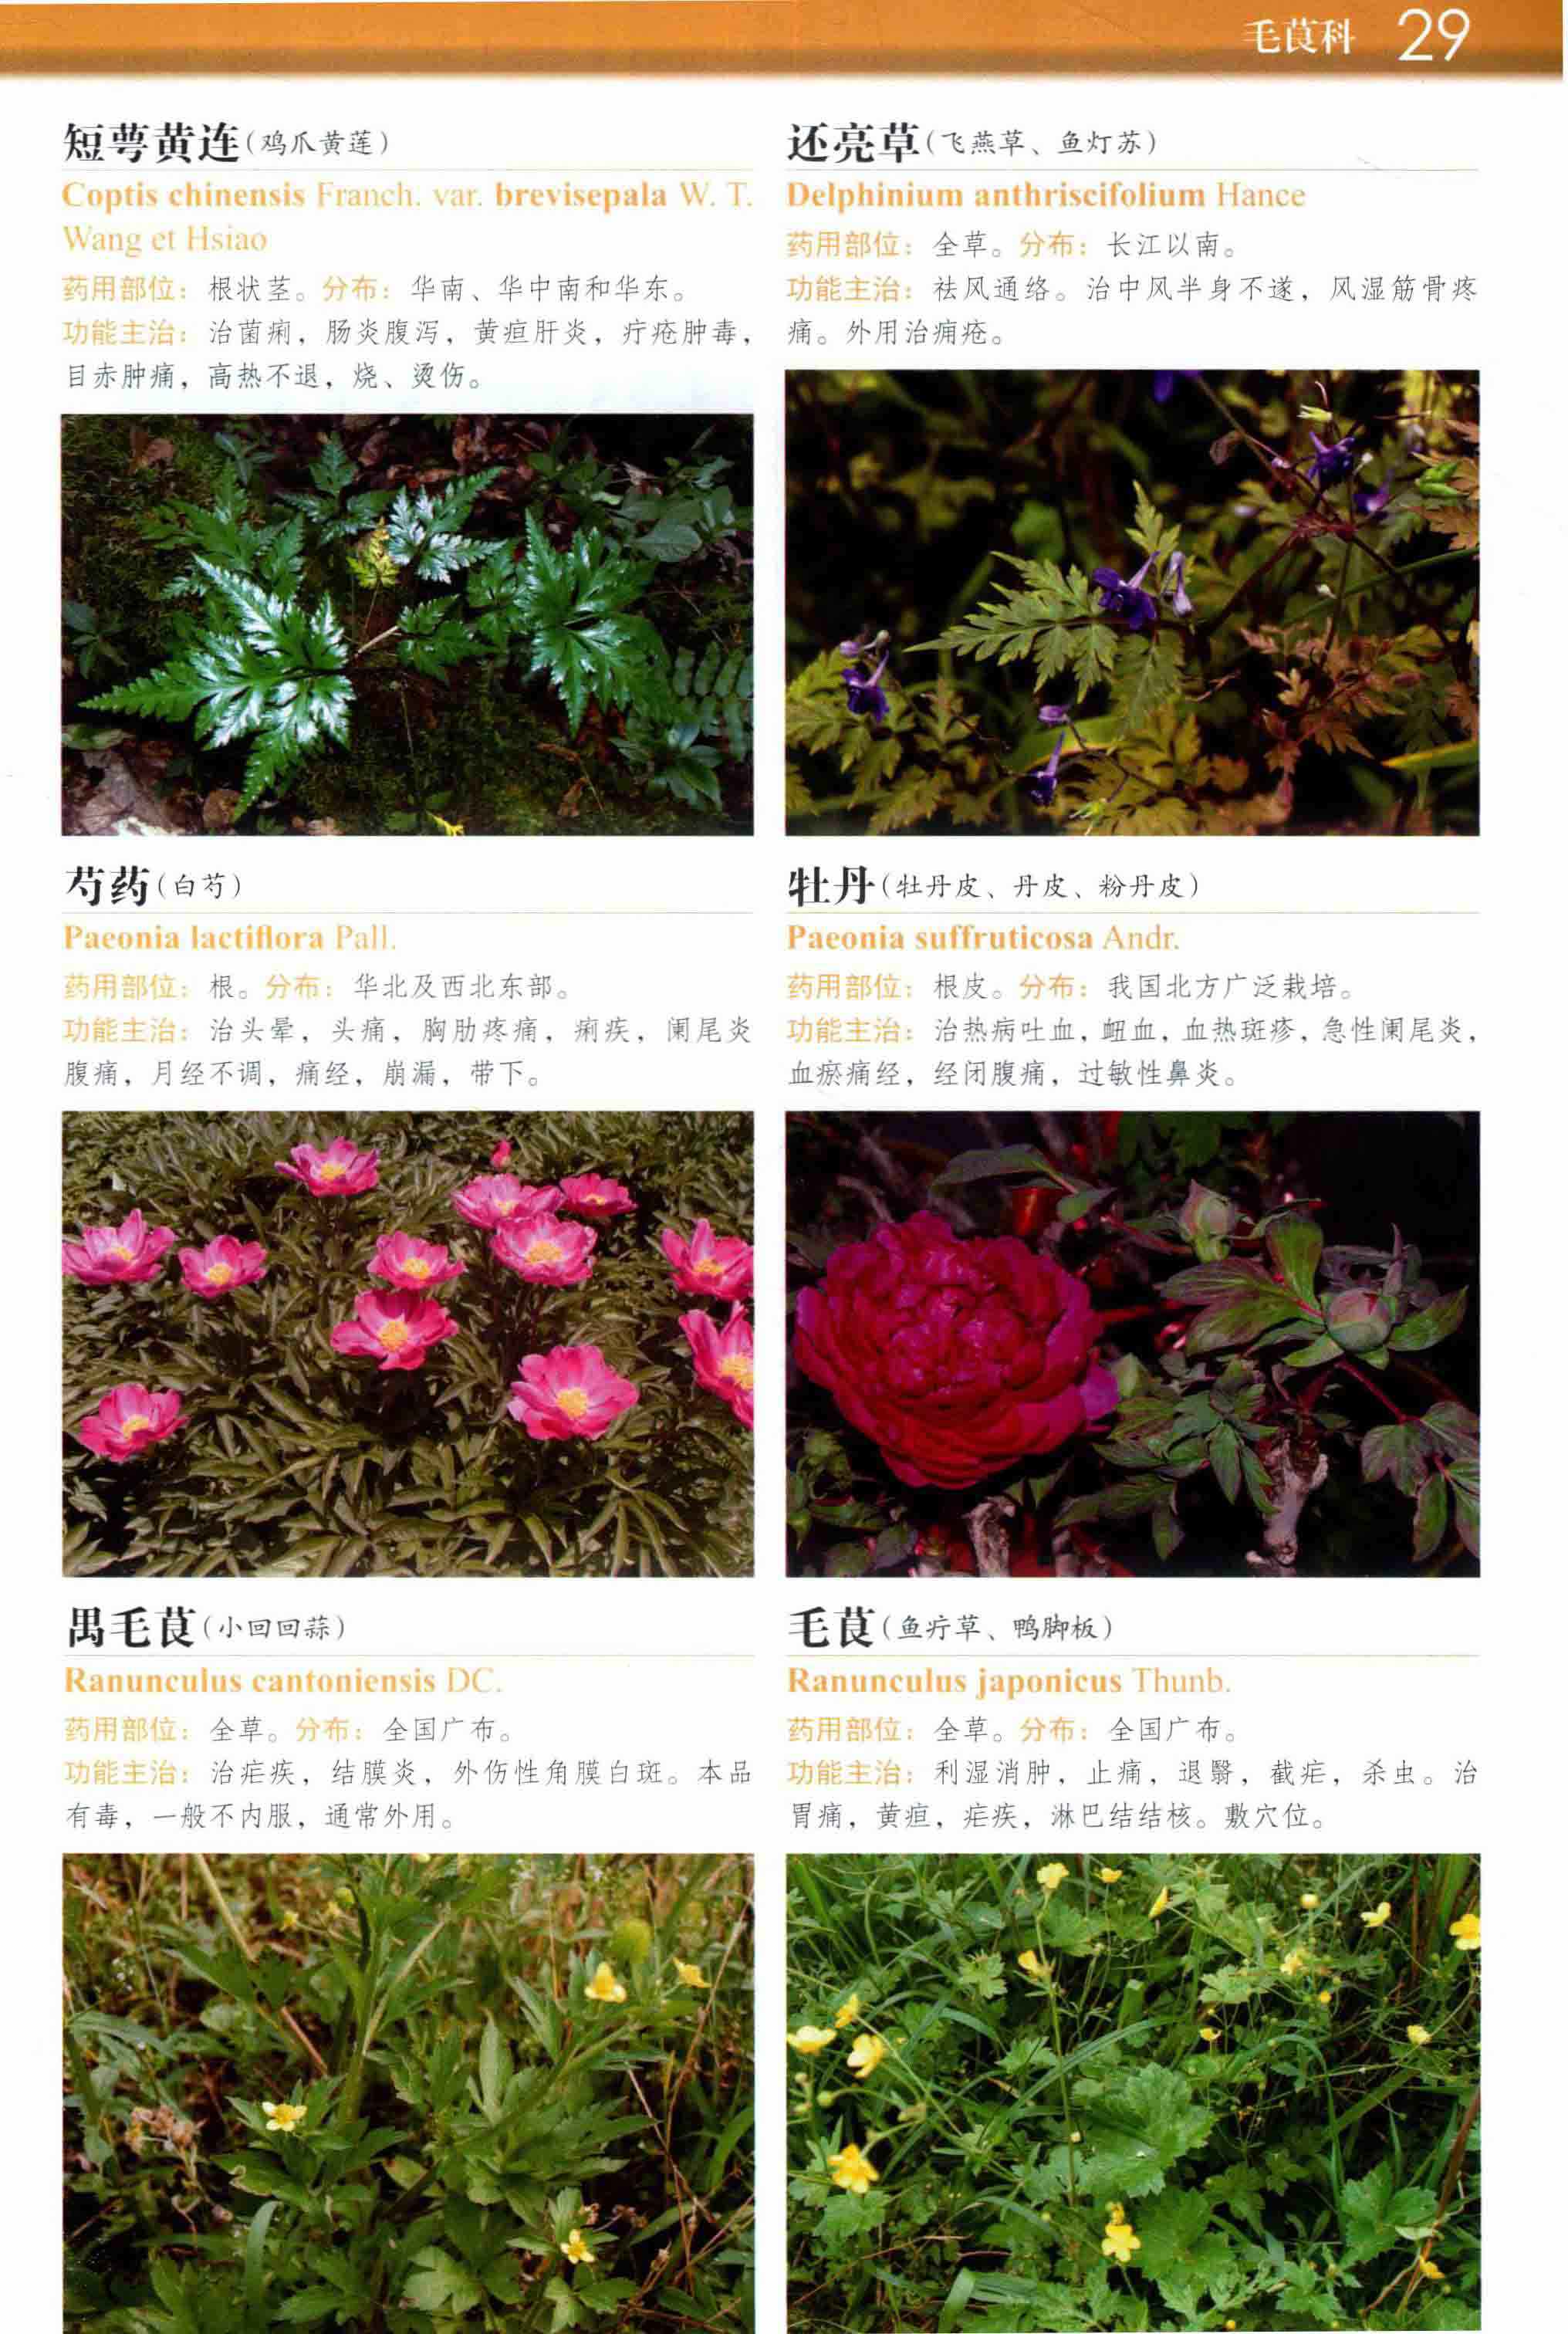 毛茛科 29
短萼黄连(鸡爪黄莲)
Coptis chinensis Franch. var. brevisepala W. T.
Wang et Hsiao
药用部位：根状茎。分布：华南、华中南和华东。
功能主治：治菌痢，肠炎腹泻，黄疸肝炎，疔疮肿毒，
目赤肿痛，高热不退，烧、烫伤。
还亮草(飞燕草、鱼灯苏)
Delphinium anthriscifolium Hance
药用部位：全草。分布：长江以南。
功能主治：祛风通络。治中风半身不遂，风湿筋骨疼
痛。外用治痈疮。
芍药(白芍)
Paeonia lactiflora Pall.
药用部位：根。分布：华北及西北东部。
功能主治：治头晕，头痛，胸肋疼痛，痢疾，阑尾炎
腹痛，月经不调，痛经，崩漏，带下。
牡丹(牡丹皮、丹皮、粉丹皮)
Paeonia suffruticosa Andr.
药用部位：根皮。分布：我国北方广泛栽培。
功能主治：治热病吐血，衄血，血热斑疹，急性阑尾炎，
血瘀痛经，经闭腹痛，过敏性鼻炎。
禺毛茛(小回回蒜)
Ranunculus cantoniensis DC.
药用部位：全草。分布：全国广布。
功能主治：治疟疾，结膜炎，外伤性角膜白斑。本品
有毒，一般不内服，通常外用。
毛茛(鱼疔草、鸭脚板)
Ranunculus japonicus Thunb.
药用部位：全草。分布：全国广布。
功能主治：利湿消肿，止痛，退翳，截疟，杀虫。治
胃痛，黄疸，疟疾，淋巴结结核。敷穴位。